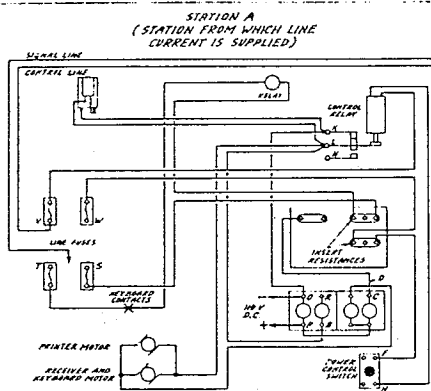 STATION A
(STATION FROM WHICH LINE
CURRENT IS SUPPLIED)
SIGNAL LINE
CONTROL LINE
RELAY
CONTROL
RELAY
K
L
M
V
W
LINE FUSES
T
S
KEYBOARD
CONTACTS
INSERT
RESISTANCES
D
O R C
110 V
D.C.
- +
P B
PRINTER MOTOR
RECEIVER AND
KEYBOARD MOTOR
POWER
CONTROL
SWITCH
F
H